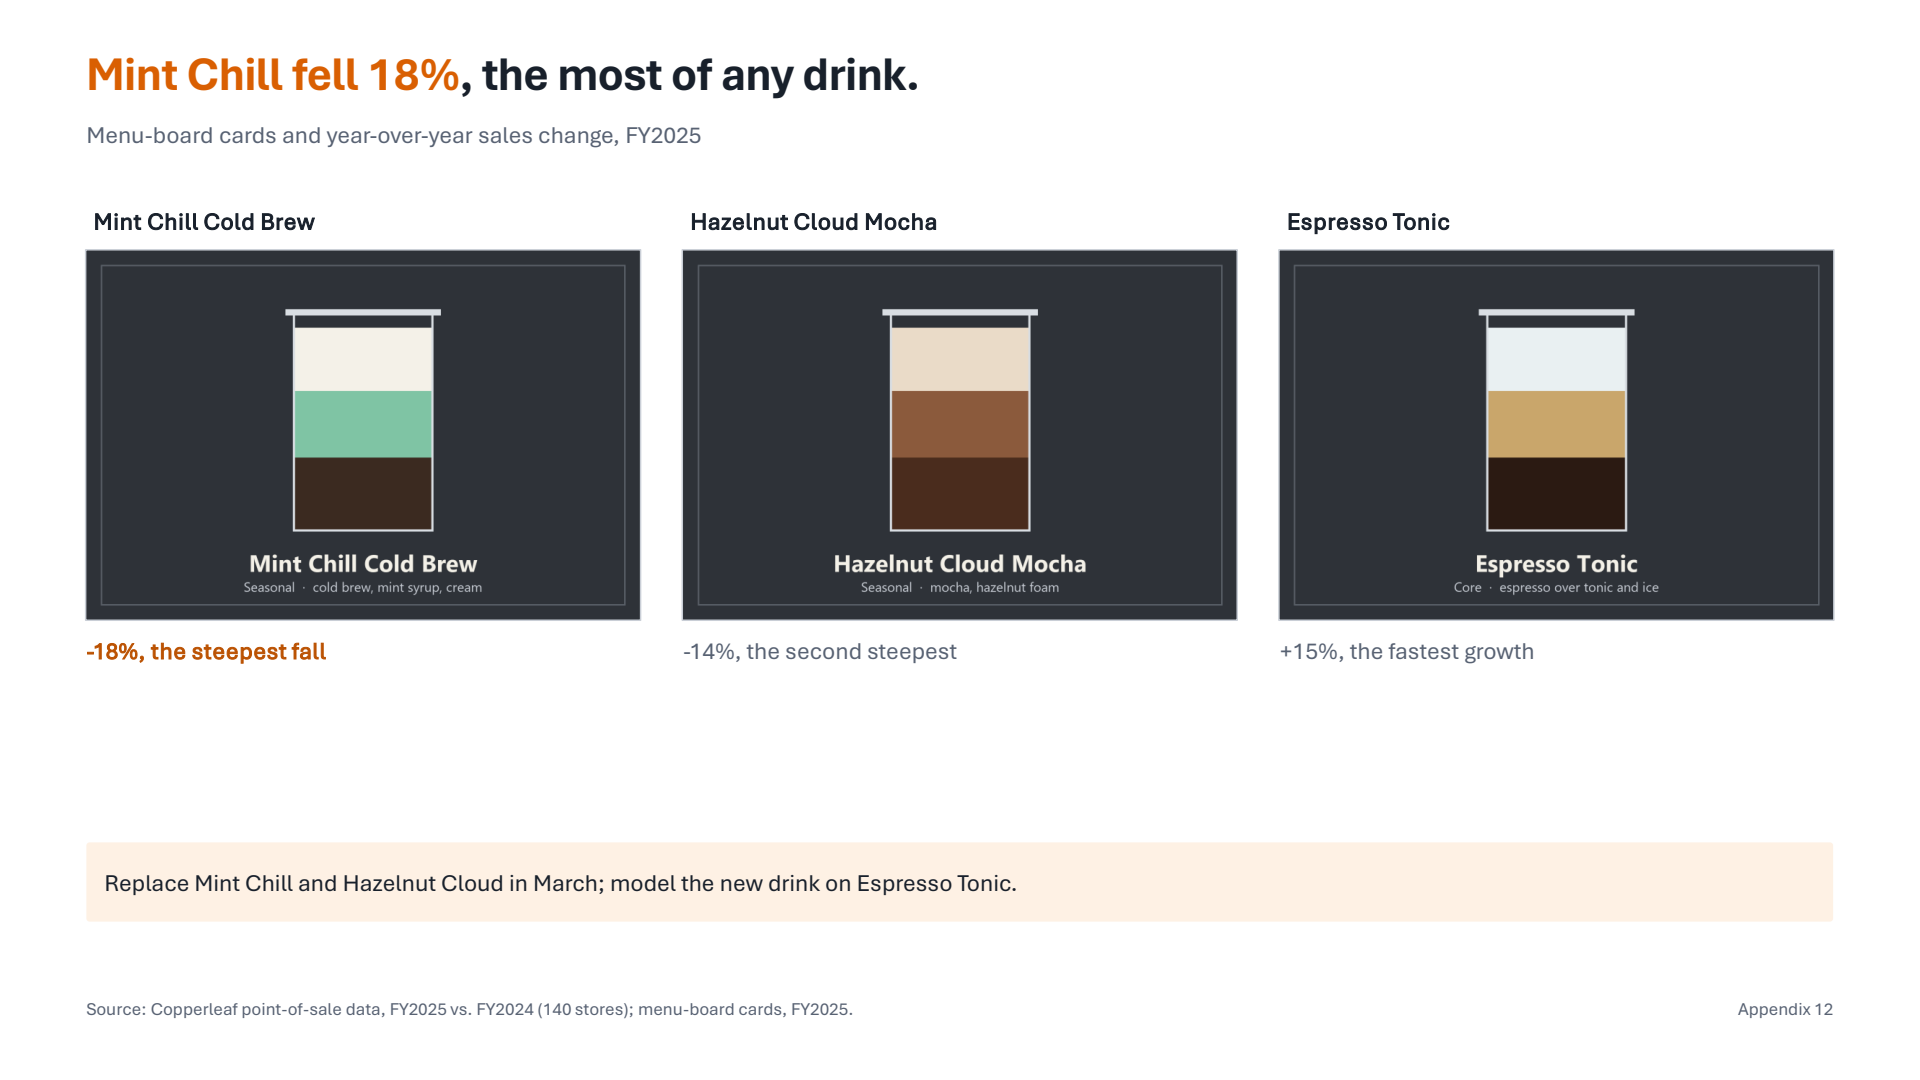 Mint Chill fell 18%, the most of any drink.
Menu-board cards and year-over-year sales change, FY2025
Mint Chill Cold Brew
Mint Chill Cold Brew
Seasonal · cold brew, mint syrup, cream
-18%, the steepest fall
Hazelnut Cloud Mocha
Hazelnut Cloud Mocha
Seasonal · mocha, hazelnut foam
-14%, the second steepest
Espresso Tonic
Espresso Tonic
Core · espresso over tonic and ice
+15%, the fastest growth
Replace Mint Chill and Hazelnut Cloud in March; model the new drink on Espresso Tonic.
Source: Copperleaf point-of-sale data, FY2025 vs. FY2024 (140 stores); menu-board cards, FY2025.
Appendix 12